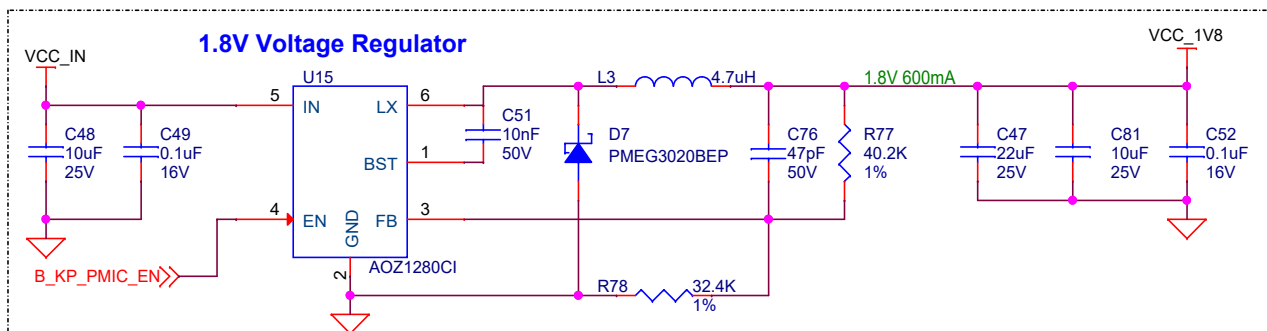 1.8V Voltage Regulator
VCC_IN
VCC_1V8
U15
5
IN
LX
6
L3
4.7uH
1.8V 600mA
C48
10uF
25V
C49
0.1uF
16V
C51
10nF
50V
1
BST
D7
PMEG3020BEP
C76
47pF
50V
R77
40.2K
1%
C47
22uF
25V
C81
10uF
25V
C52
0.1uF
16V
4
EN
FB
3
GND
2
AOZ1280CI
B_KP_PMIC_EN
R78
32.4K
1%